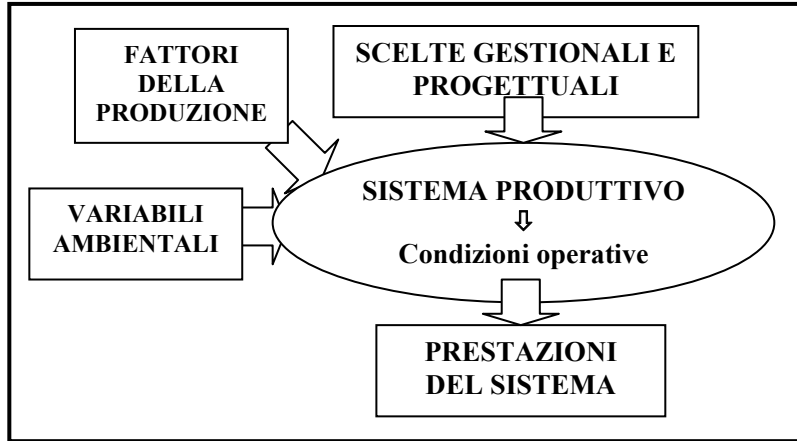 FATTORI
DELLA
PRODUZIONE
SCELTE GESTIONALI E
PROGETTUALI
VARIABILI
AMBIENTALI
SISTEMA PRODUTTIVO
Condizioni operative
PRESTAZIONI
DEL SISTEMA